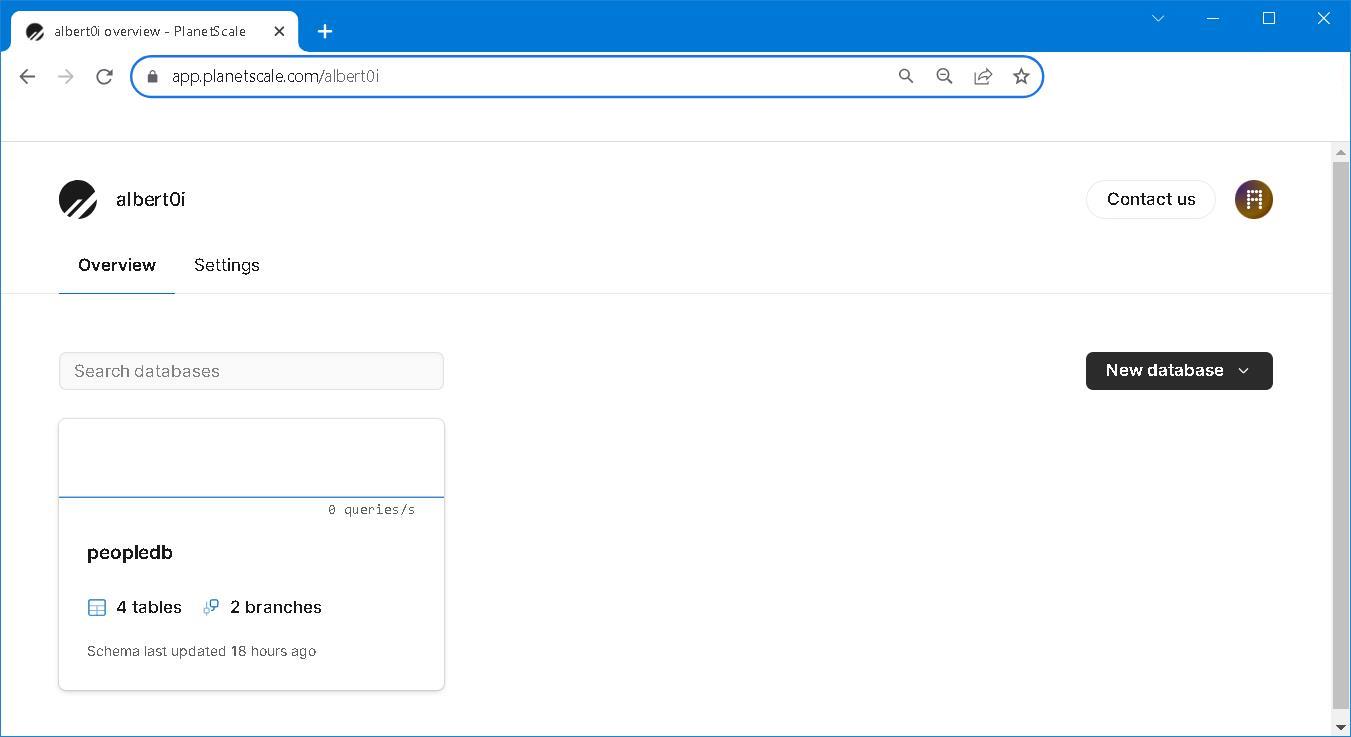 albert0i overview - PlanetScale
app.planetscale.com/albert0i
albert0i
Contact us
Overview Settings
Search databases
New database
0 queries/s
peopledb
4 tables 2 branches
Schema last updated 18 hours ago